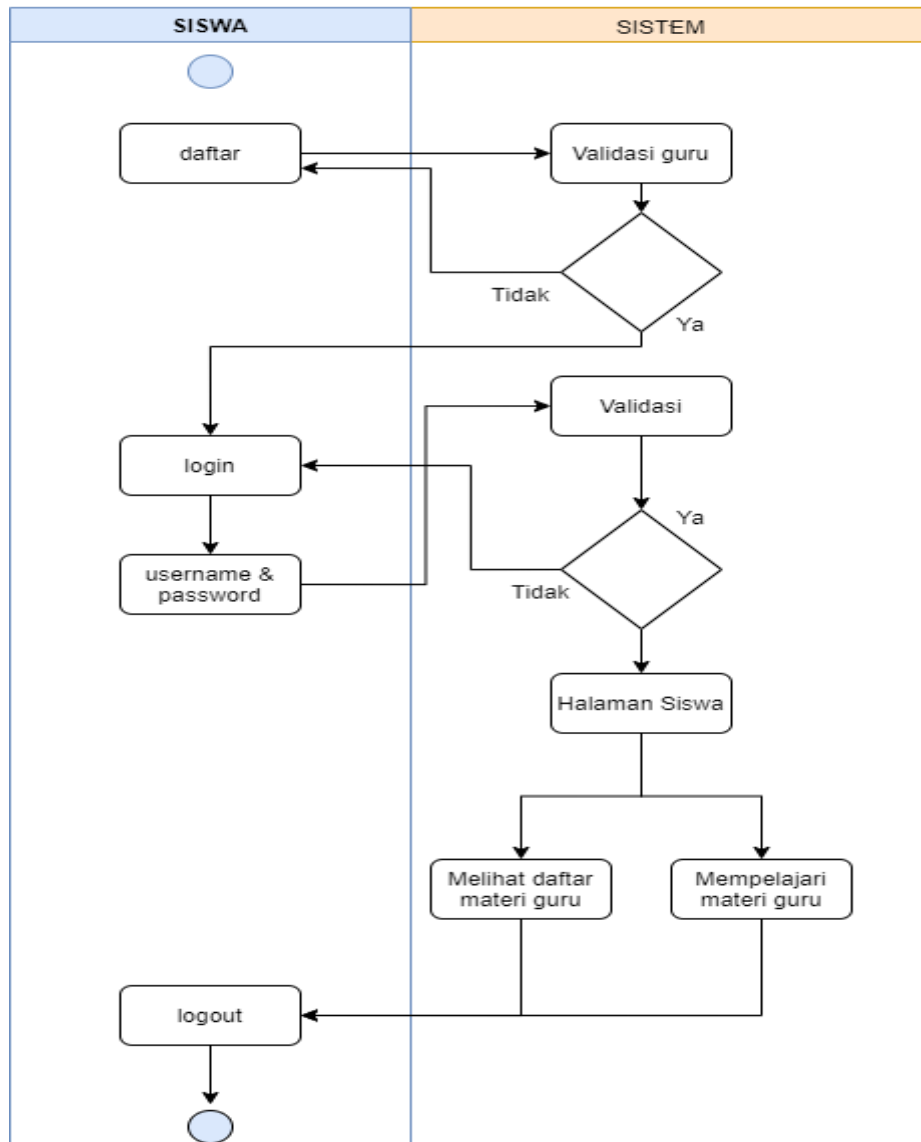 SISWA
SISTEM
daftar
Validasi guru
Tidak
Ya
Validasi
login
Ya
username &
password
Tidak
Halaman Siswa
Melihat daftar
materi guru
Mempelajari
materi guru
logout